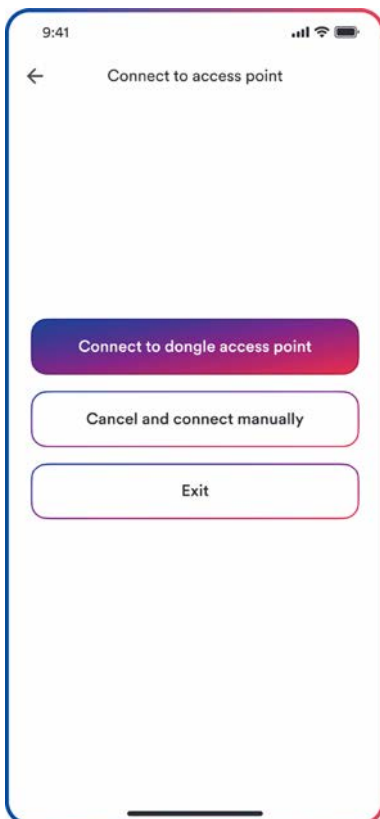 9:41
Connect to access point
Connect to dongle access point
Cancel and connect manually
Exit